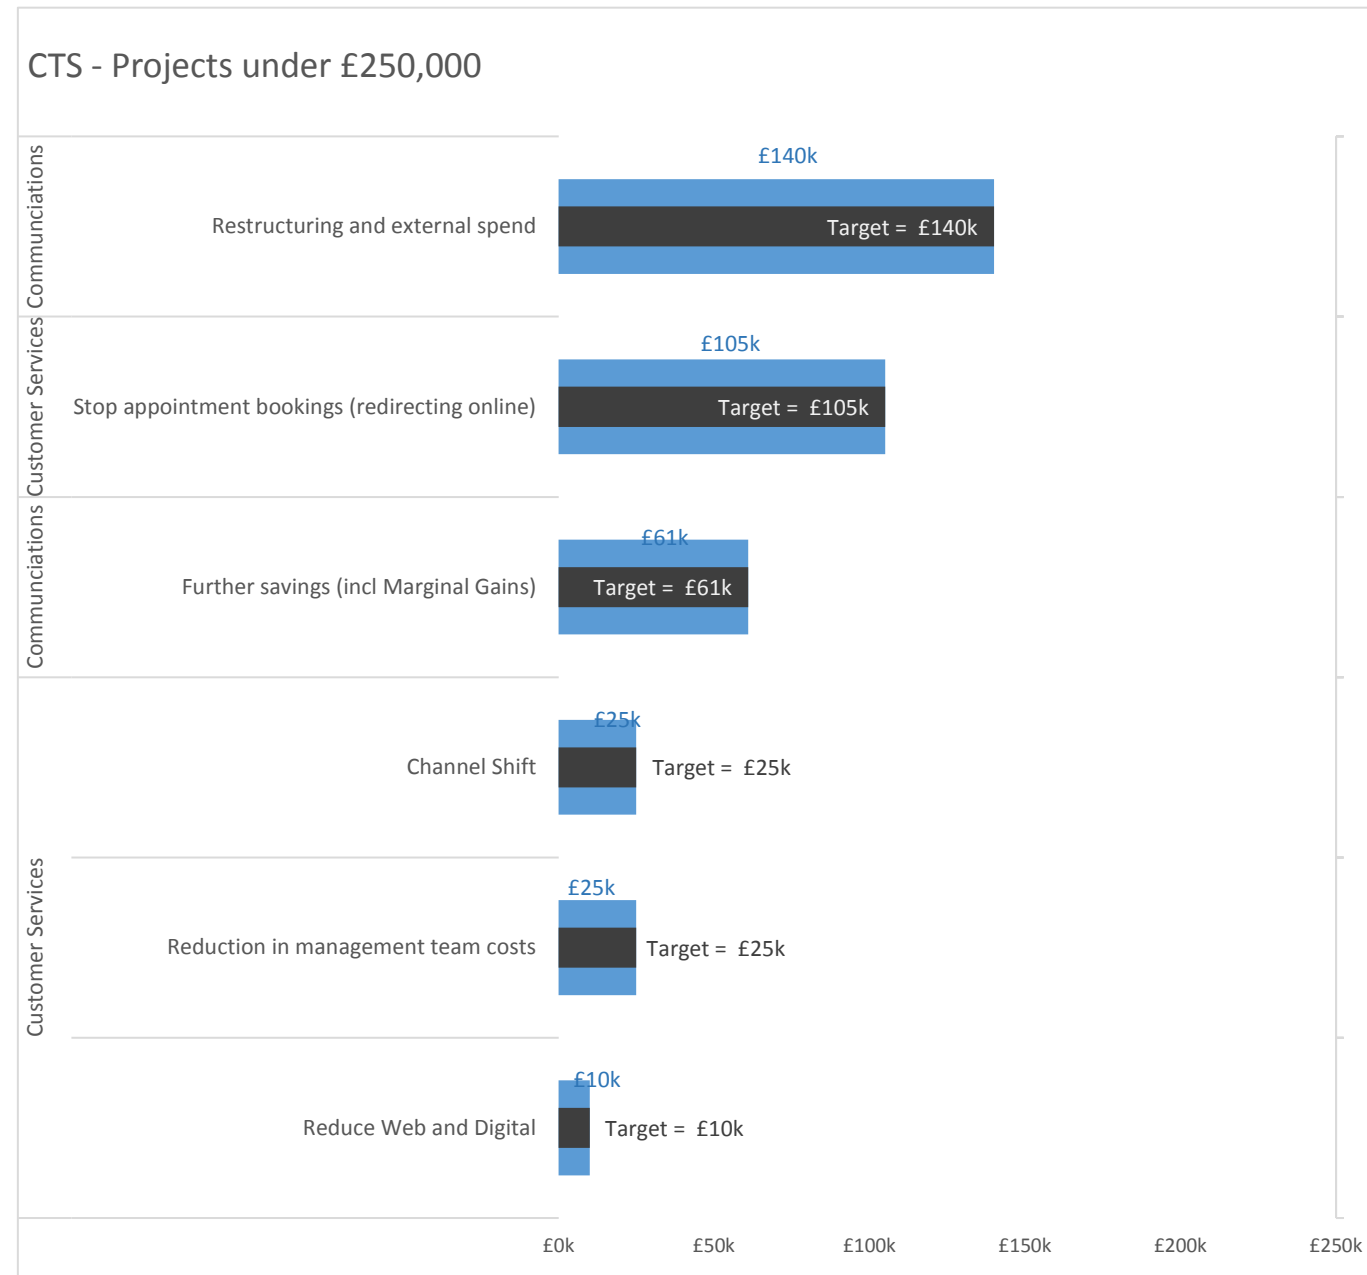 CTS - Projects under £250,000
Communciations
Restructuring and external spend
£140k
Target = £140k
Customer Services
Stop appointment bookings (redirecting online)
£105k
Target = £105k
Communciations
Further savings (incl Marginal Gains)
£61k
Target = £61k
Customer Services
Channel Shift
£25k
Target = £25k
Reduction in management team costs
£25k
Target = £25k
Reduce Web and Digital
£10k
Target = £10k
£0k £50k £100k £150k £200k £250k